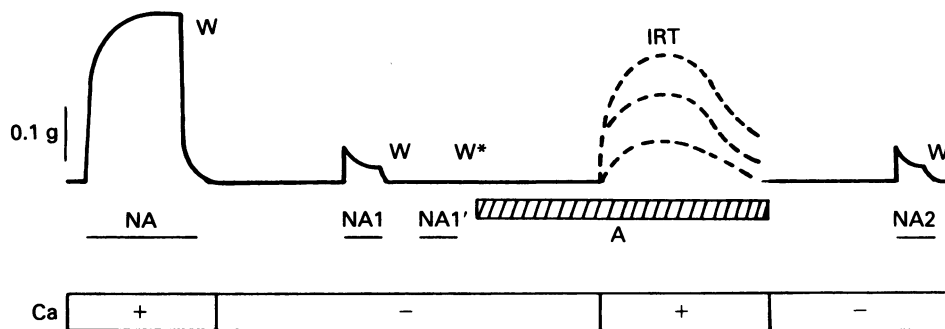 W
IRT
0.1 g
W
W*
W
NA
NA1
NA1'
A
NA2
Ca
+
−
+
−